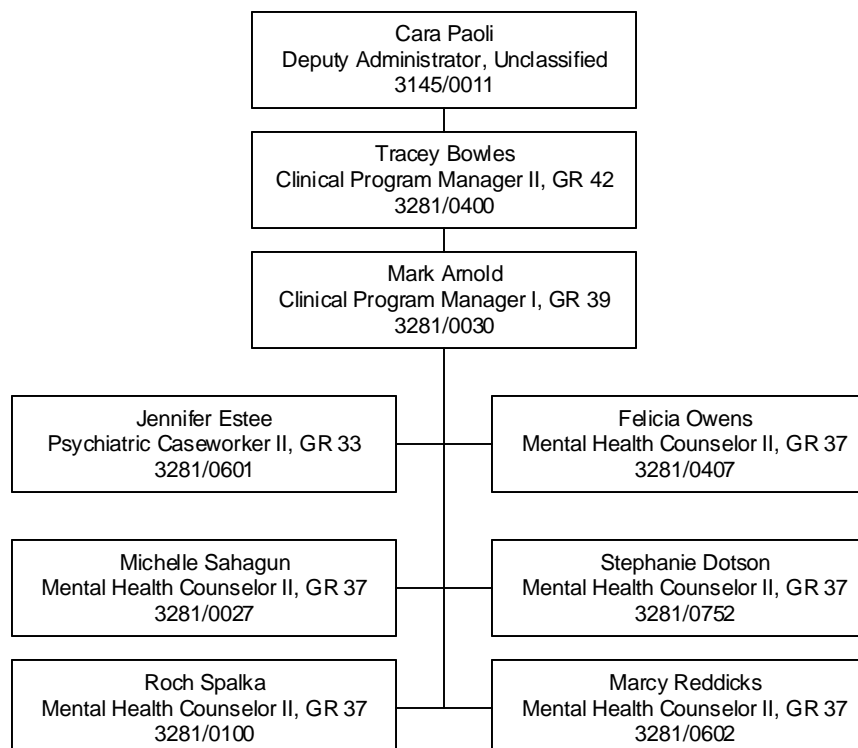 Cara Paoli
Deputy Administrator, Unclassified
3145/0011
Tracey Bowles
Clinical Program Manager II, GR 42
3281/0400
Mark Arnold
Clinical Program Manager I, GR 39
3281/0030
Jennifer Estee
Psychiatric Caseworker II, GR 33
3281/0601
Felicia Owens
Mental Health Counselor II, GR 37
3281/0407
Michelle Sahagun
Mental Health Counselor II, GR 37
3281/0027
Stephanie Dotson
Mental Health Counselor II, GR 37
3281/0752
Roch Spalka
Mental Health Counselor II, GR 37
3281/0100
Marcy Reddicks
Mental Health Counselor II, GR 37
3281/0602